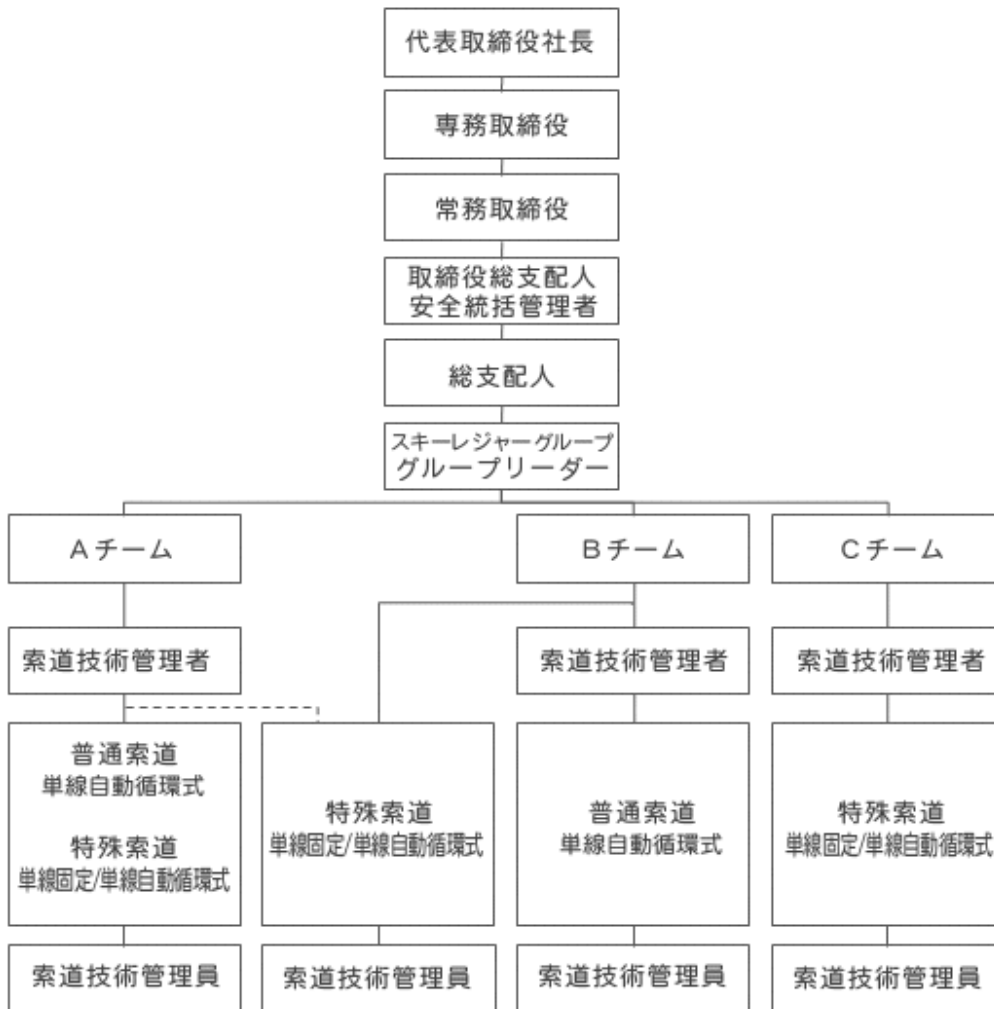 代表取締役社長
専務取締役
常務取締役
取締役総支配人
安全統括管理者
総支配人
スキーレジャーグループ
グループリーダー
Aチーム
Bチーム
Cチーム
索道技術管理者
索道技術管理者
索道技術管理者
普通索道
単線自動循環式
特殊索道
単線固定/単線自動循環式
特殊索道
単線固定/単線自動循環式
普通索道
単線自動循環式
特殊索道
単線固定/単線自動循環式
索道技術管理員
索道技術管理員
索道技術管理員
索道技術管理員